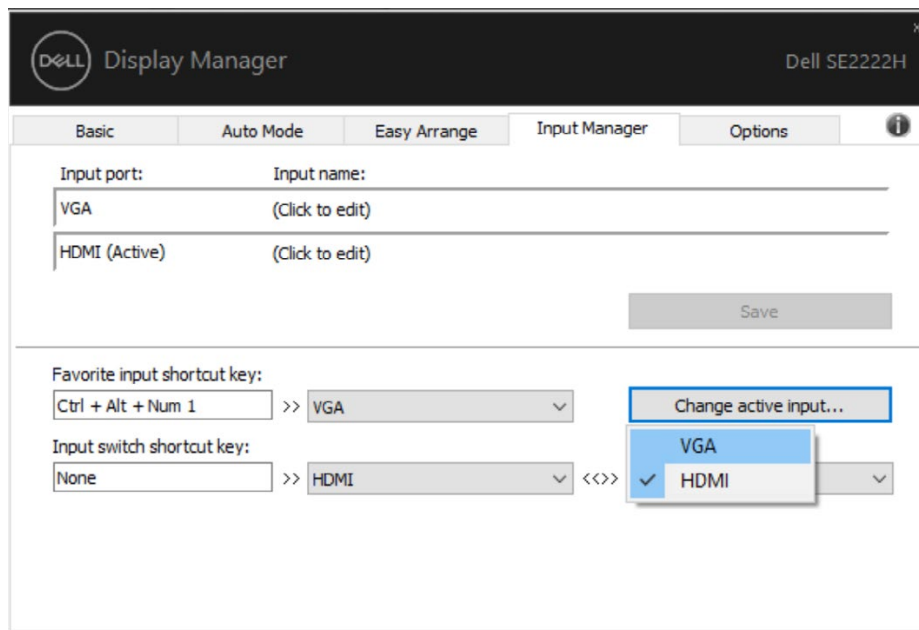 DELL Display Manager Dell SE2222H
Basic Auto Mode Easy Arrange Input Manager Options
Input port: Input name:
VGA (Click to edit)
HDMI (Active) (Click to edit)
Save
Favorite input shortcut key:
Ctrl + Alt + Num 1 >> VGA Change active input...
Input switch shortcut key:
VGA
None >> HDMI <<>> HDMI